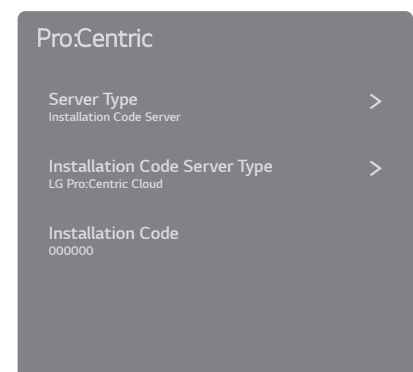 Pro:Centric
Server Type
Installation Code Server
Installation Code Server Type
LG Pro:Centric Cloud
Installation Code
000000